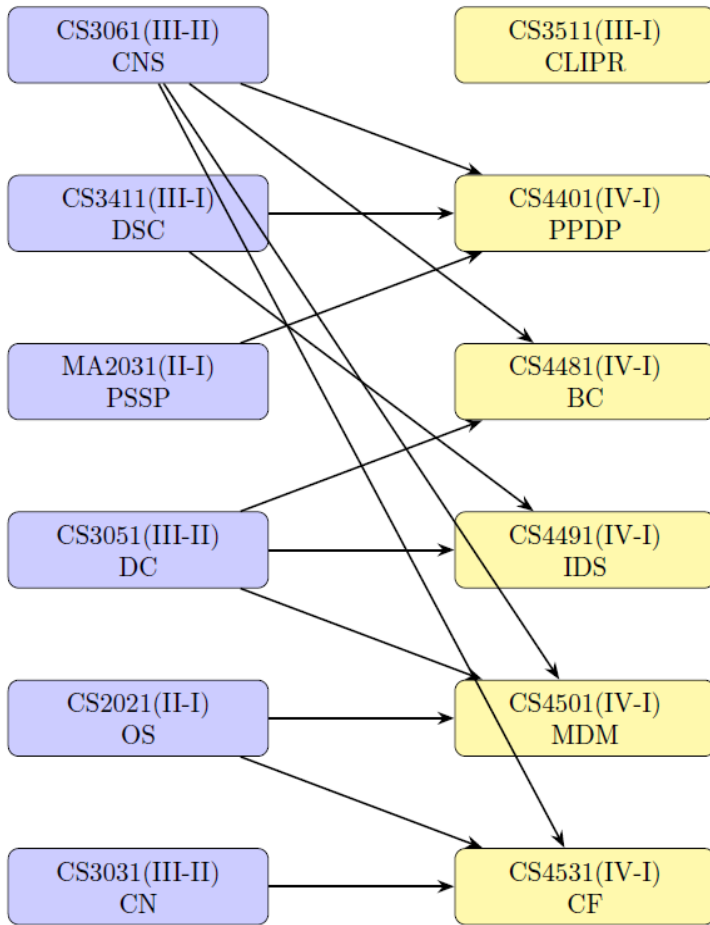 CS3061(III-II)
CNS
CS3511(III-I)
CLIPR
CS3411(III-I)
DSC
CS4401(IV-I)
PPDP
MA2031(II-I)
PSSP
CS4481(IV-I)
BC
CS3051(III-II)
DC
CS4491(IV-I)
IDS
CS2021(II-I)
OS
CS4501(IV-I)
MDM
CS3031(III-II)
CN
CS4531(IV-I)
CF